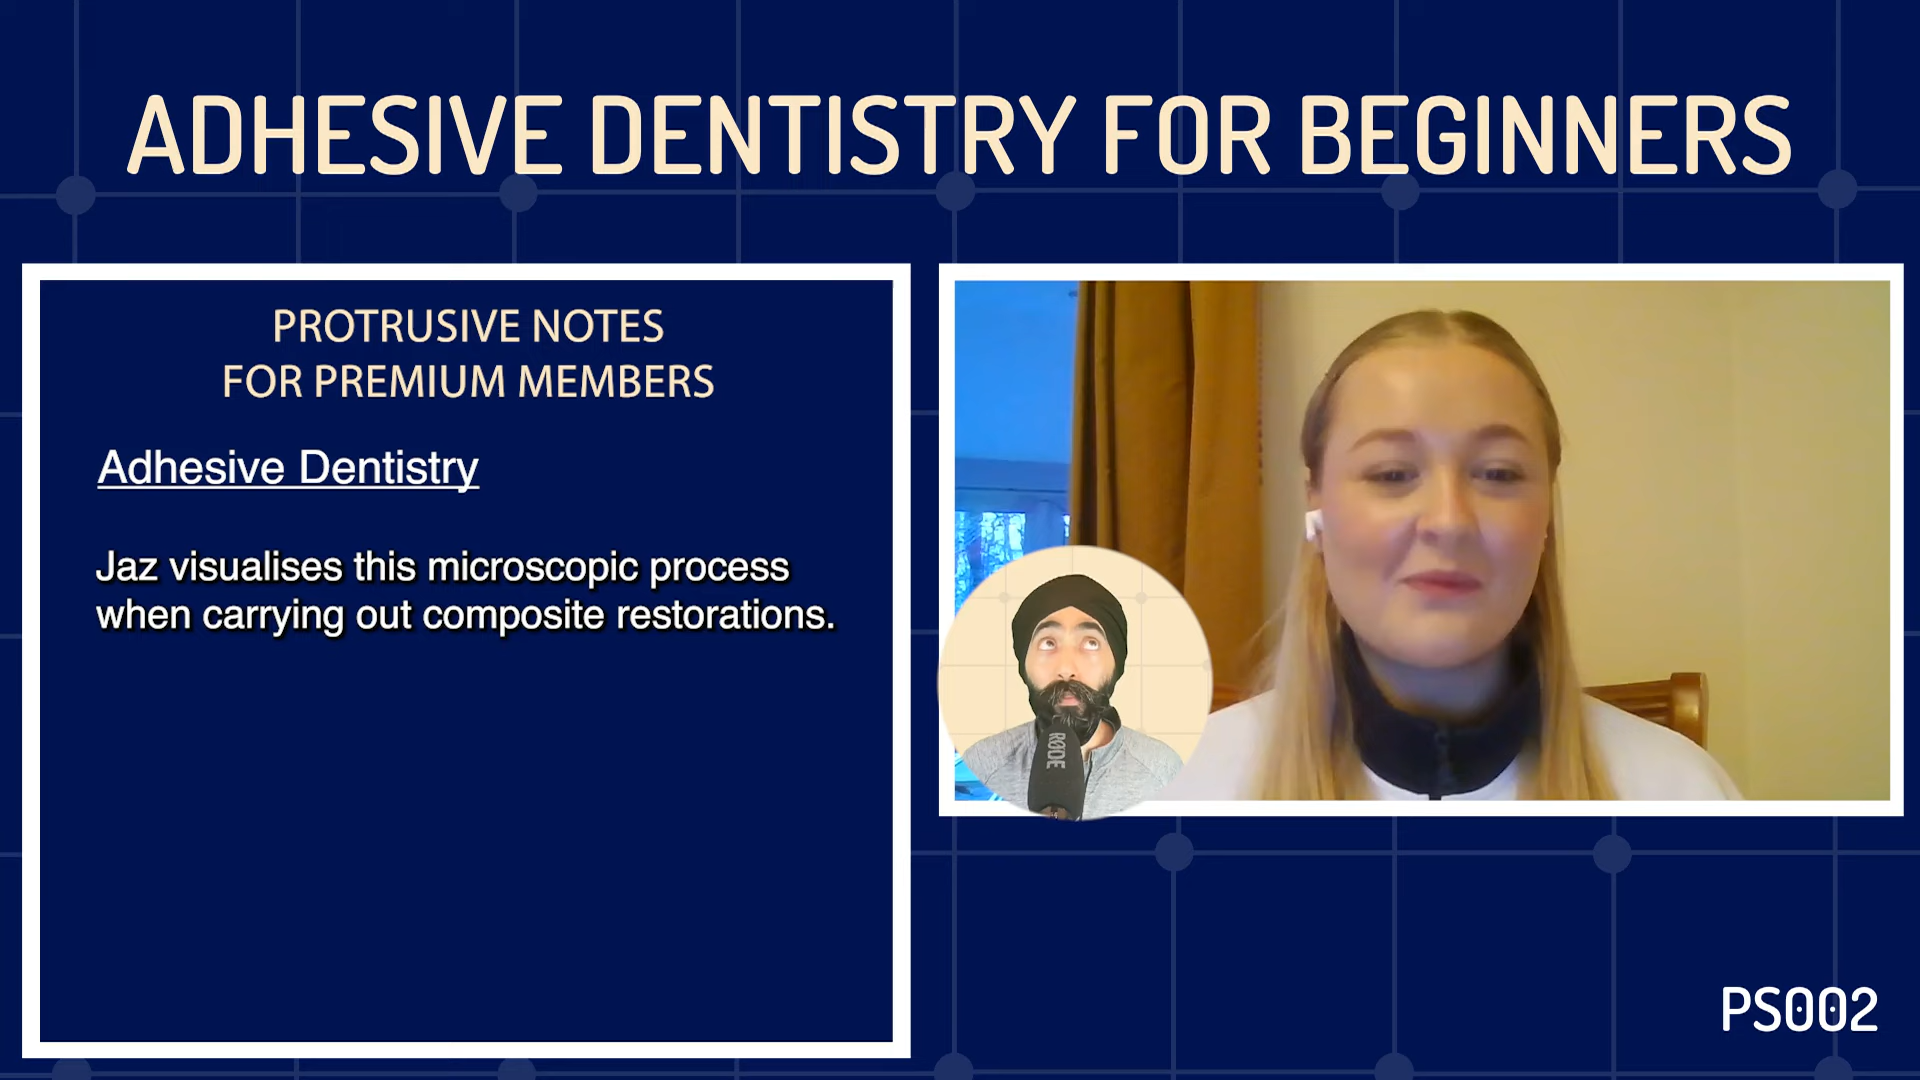 ADHESIVE DENTISTRY FOR BEGINNERS
PROTRUSIVE NOTES
FOR PREMIUM MEMBERS
Adhesive Dentistry
Jaz visualises this microscopic process
when carrying out composite restorations.
RØDE
PS002